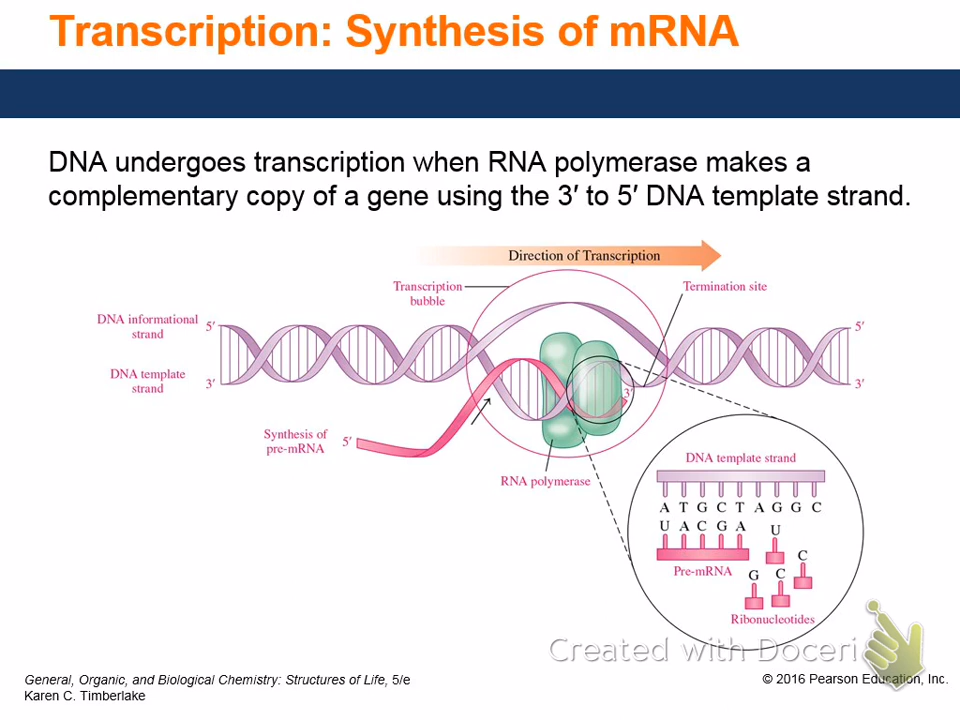 Transcription: Synthesis of mRNA
DNA undergoes transcription when RNA polymerase makes a
complementary copy of a gene using the 3′ to 5′ DNA template strand.
Direction of Transcription
Transcription
bubble
Termination site
DNA informational
strand
5′
5′
DNA template
strand
3′
3′
3′
Synthesis of
pre-mRNA
5′
RNA polymerase
DNA template strand
A T G C T A G G C
U A C G A
U
Pre-mRNA
G C C
Ribonucleotides
Created with Doceri
General, Organic, and Biological Chemistry: Structures of Life, 5/e
Karen C. Timberlake
© 2016 Pearson Education, Inc.